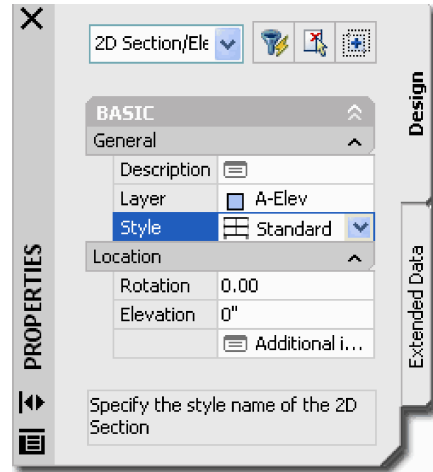 2D Section/Ele
BASIC
General
Description
Layer A-Elev
Style Standard
Location
Rotation 0.00
Elevation 0"
Additional i...
Specify the style name of the 2D
Section
PROPERTIES
Design
Extended Data